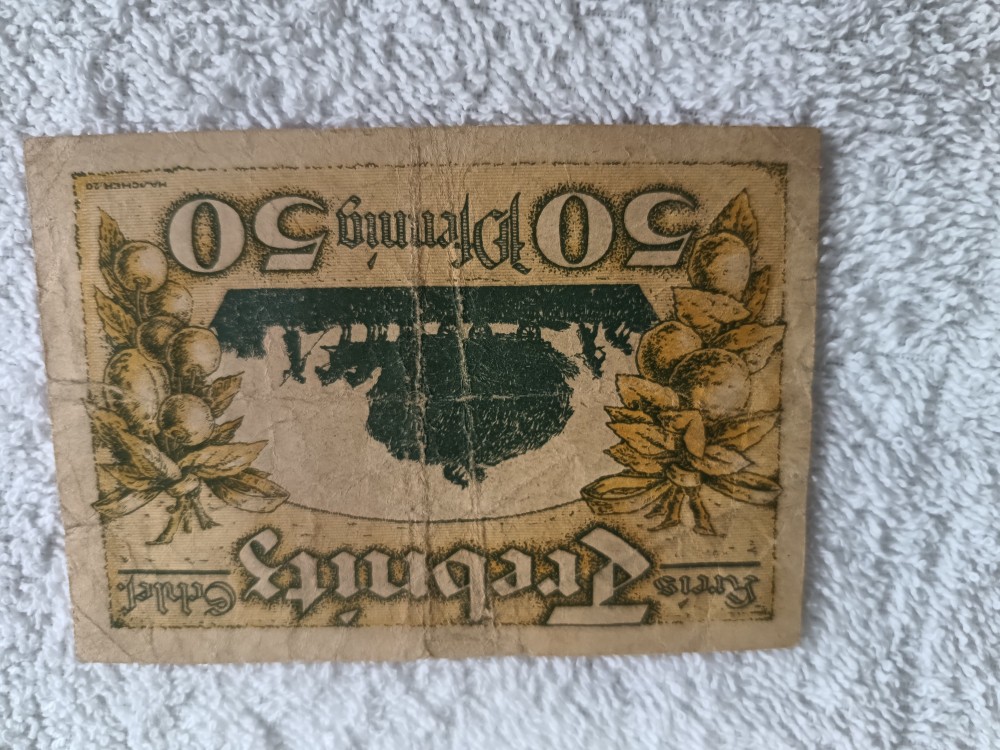 Kreis Trebnitz Schles.
50 Pfennig 50